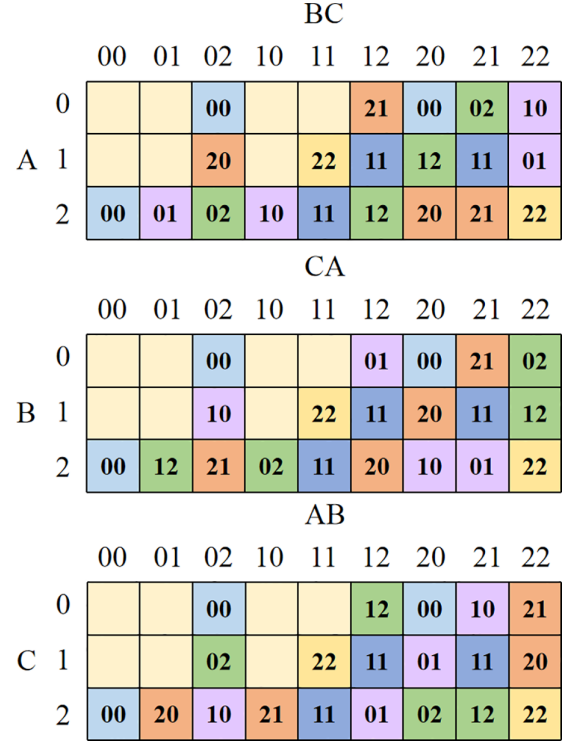 BC
00 01 02 10 11 12 20 21 22
0 00 21 00 02 10
A 1 20 22 11 12 11 01
2 00 01 02 10 11 12 20 21 22
CA
00 01 02 10 11 12 20 21 22
0 00 01 00 21 02
B 1 10 22 11 20 11 12
2 00 12 21 02 11 20 10 01 22
AB
00 01 02 10 11 12 20 21 22
0 00 12 00 10 21
C 1 02 22 11 01 11 20
2 00 20 10 21 11 01 02 12 22